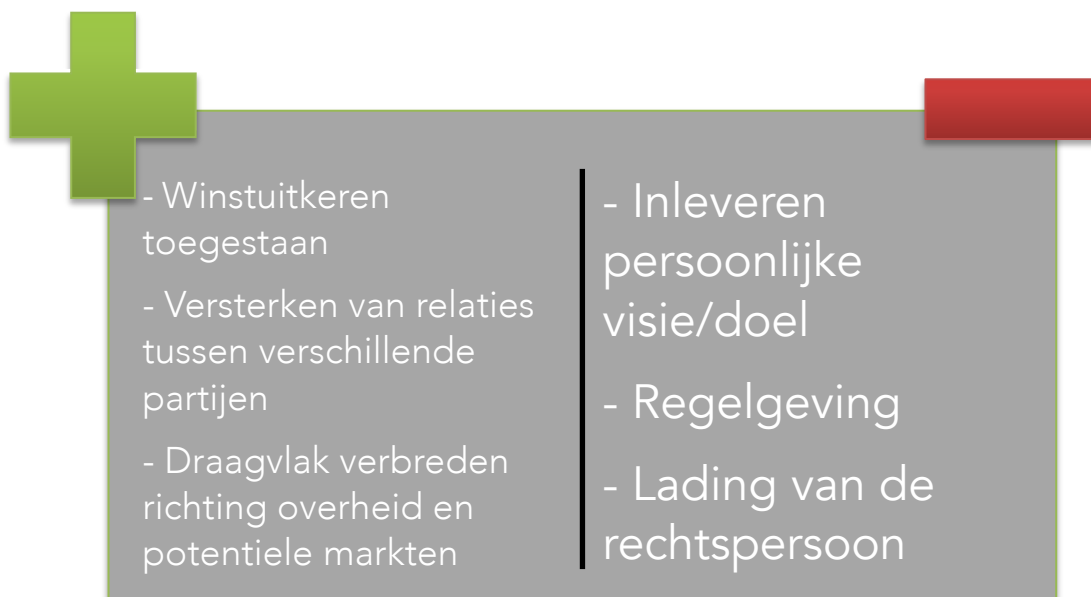 - Winstuitkeren
toegestaan
- Versterken van relaties
tussen verschillende
partijen
- Draagvlak verbreden
richting overheid en
potentiele markten
- Inleveren
persoonlijke
visie/doel
- Regelgeving
- Lading van de
rechtspersoon